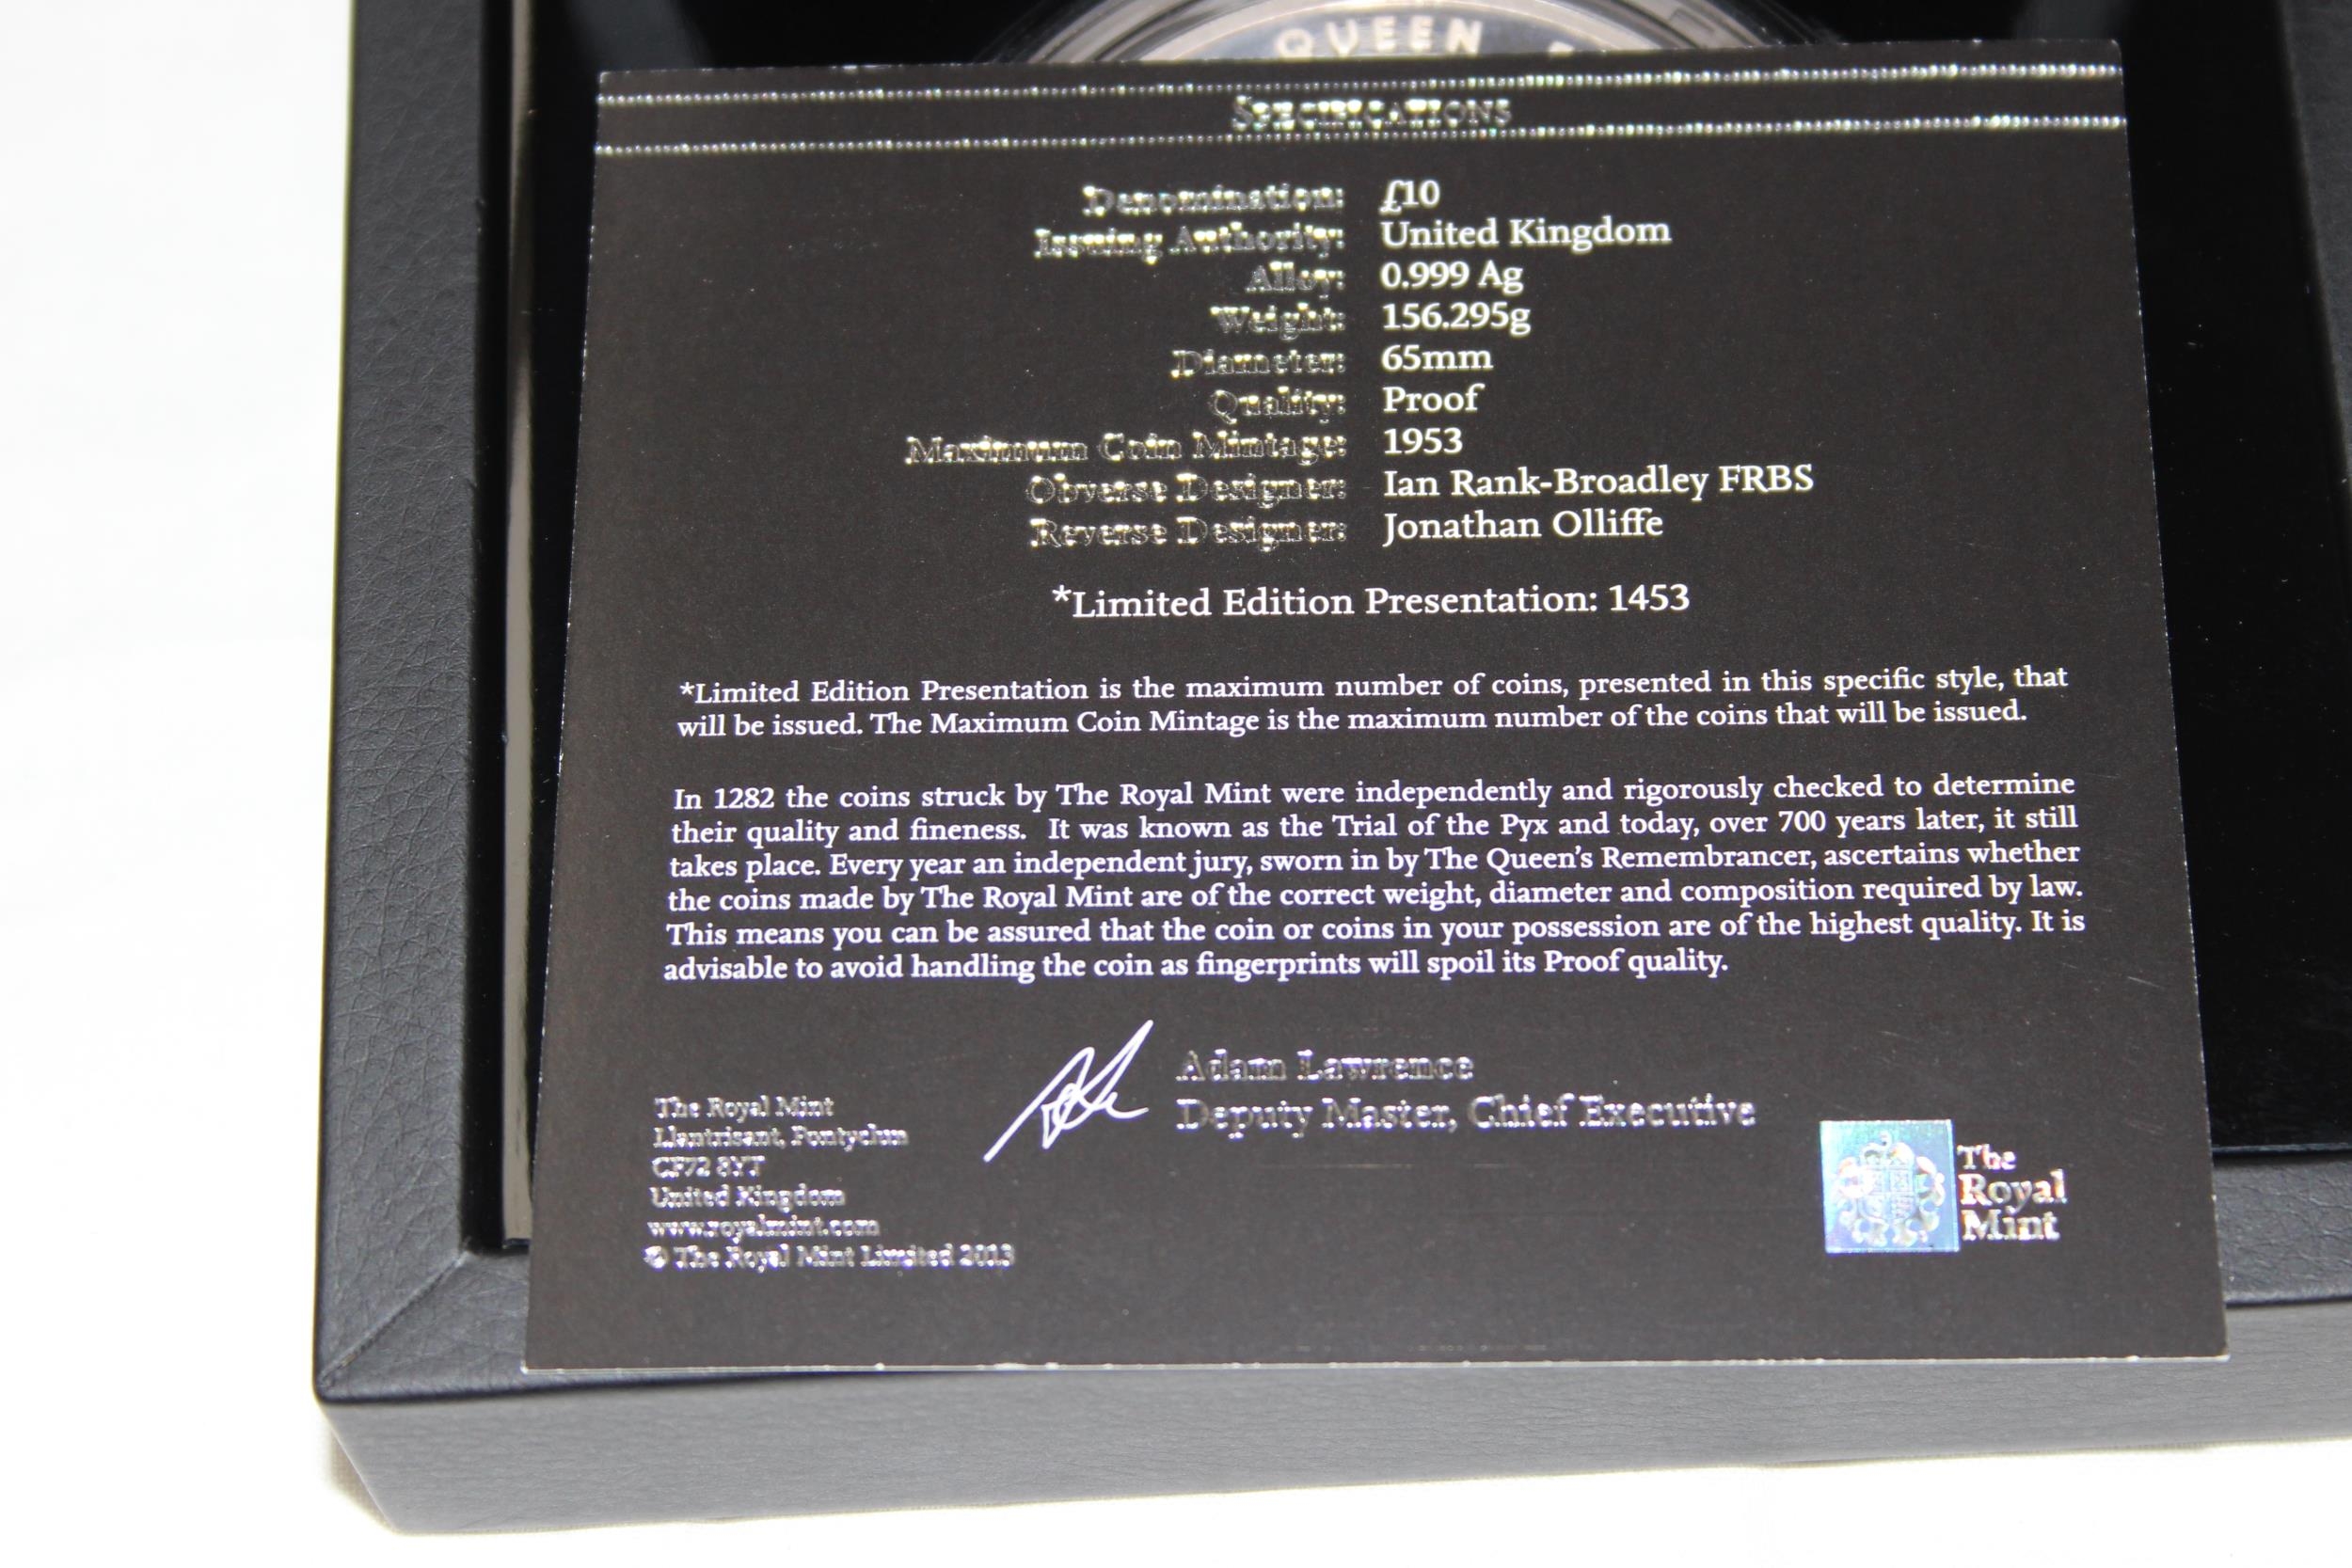 QUEEN
SPECIFICATIONS
Denomination: £10
Issuing Authority: United Kingdom
Alloy: 0.999 Ag
Weight: 156.295g
Diameter: 65mm
Quality: Proof
Maximum Coin Mintage: 1953
Obverse Designer: Ian Rank-Broadley FRBS
Reverse Designer: Jonathan Olliffe
*Limited Edition Presentation: 1453
*Limited Edition Presentation is the maximum number of coins, presented in this specific style, that
will be issued. The Maximum Coin Mintage is the maximum number of the coins that will be issued.
In 1282 the coins struck by The Royal Mint were independently and rigorously checked to determine
their quality and fineness. It was known as the Trial of the Pyx and today, over 700 years later, it still
takes place. Every year an independent jury, sworn in by The Queen's Remembrancer, ascertains whether
the coins made by The Royal Mint are of the correct weight, diameter and composition required by law.
This means you can be assured that the coin or coins in your possession are of the highest quality. It is
advisable to avoid handling the coin as fingerprints will spoil its Proof quality.
Adam Lawrence
Deputy Master, Chief Executive
The Royal Mint
Llantrisant, Pontyclun
CF72 8YT
United Kingdom
www.royalmint.com
© The Royal Mint Limited 2013
The
Royal
Mint